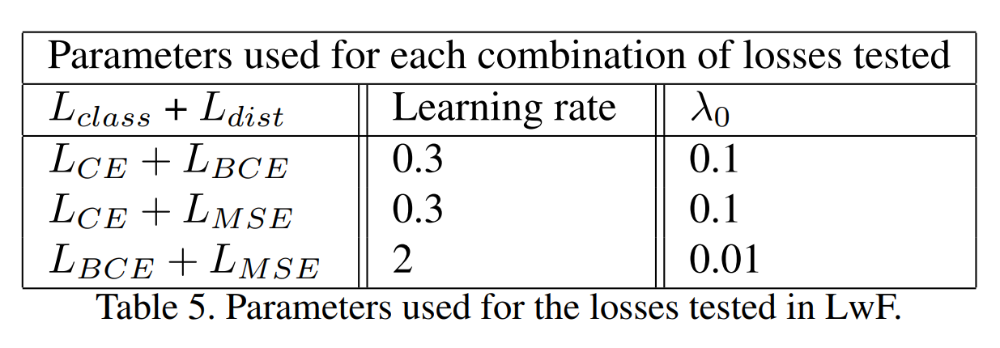 Parameters used for each combination of losses tested
L_{class} + L_{dist} Learning rate λ_0
L_{CE} + L_{BCE} 0.3 0.1
L_{CE} + L_{MSE} 0.3 0.1
L_{BCE} + L_{MSE} 2 0.01
Table 5. Parameters used for the losses tested in LwF.